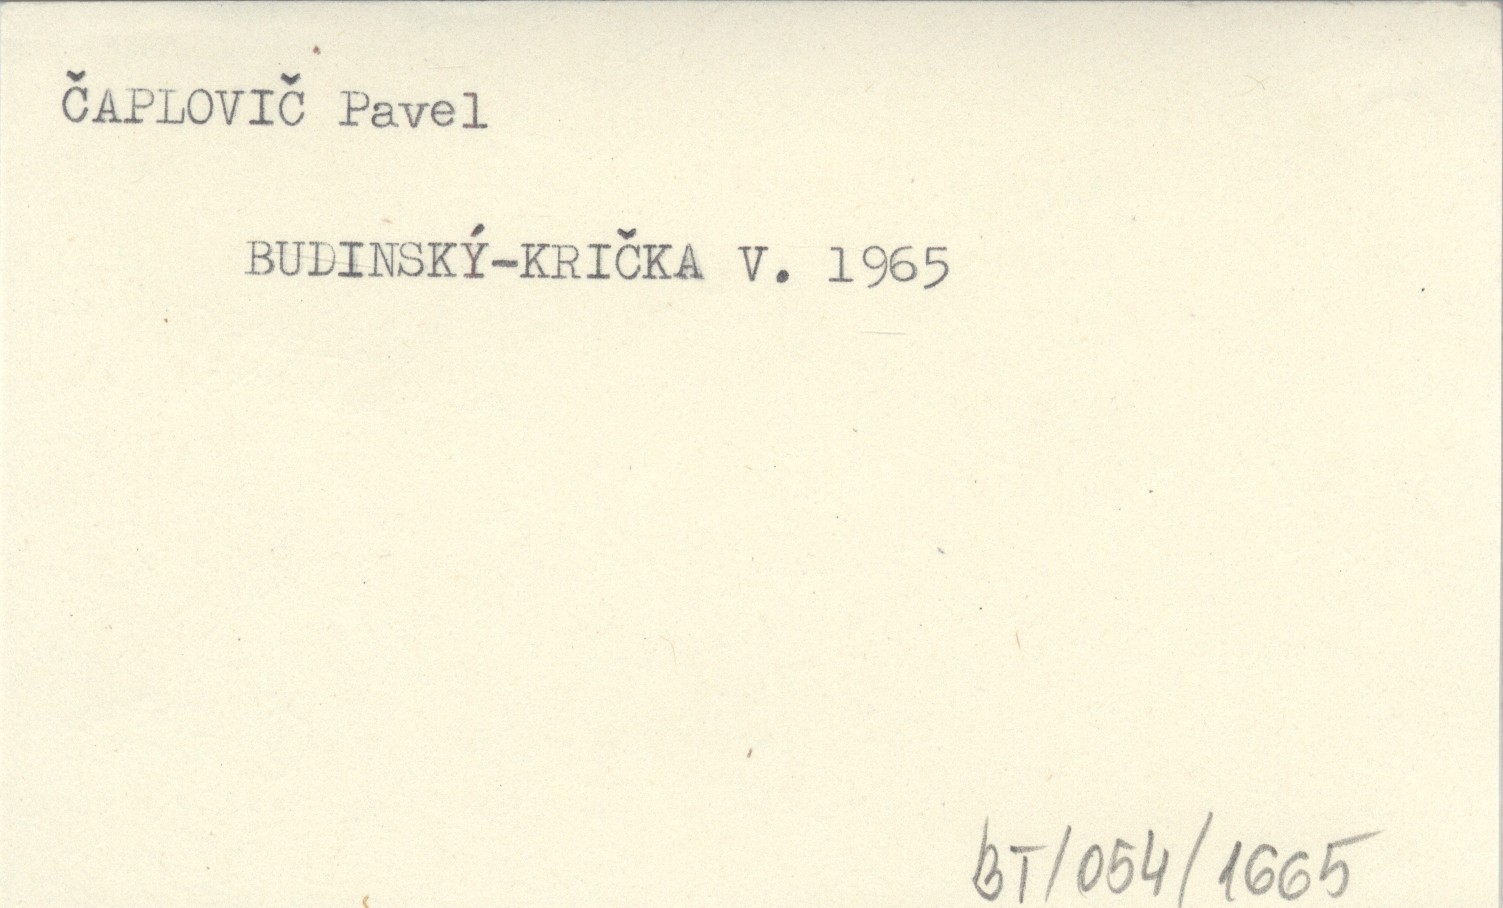 ČAPLOVIČ Pavel
BUDINSKÝ-KRIČKA V. 1965
BT/054/1665